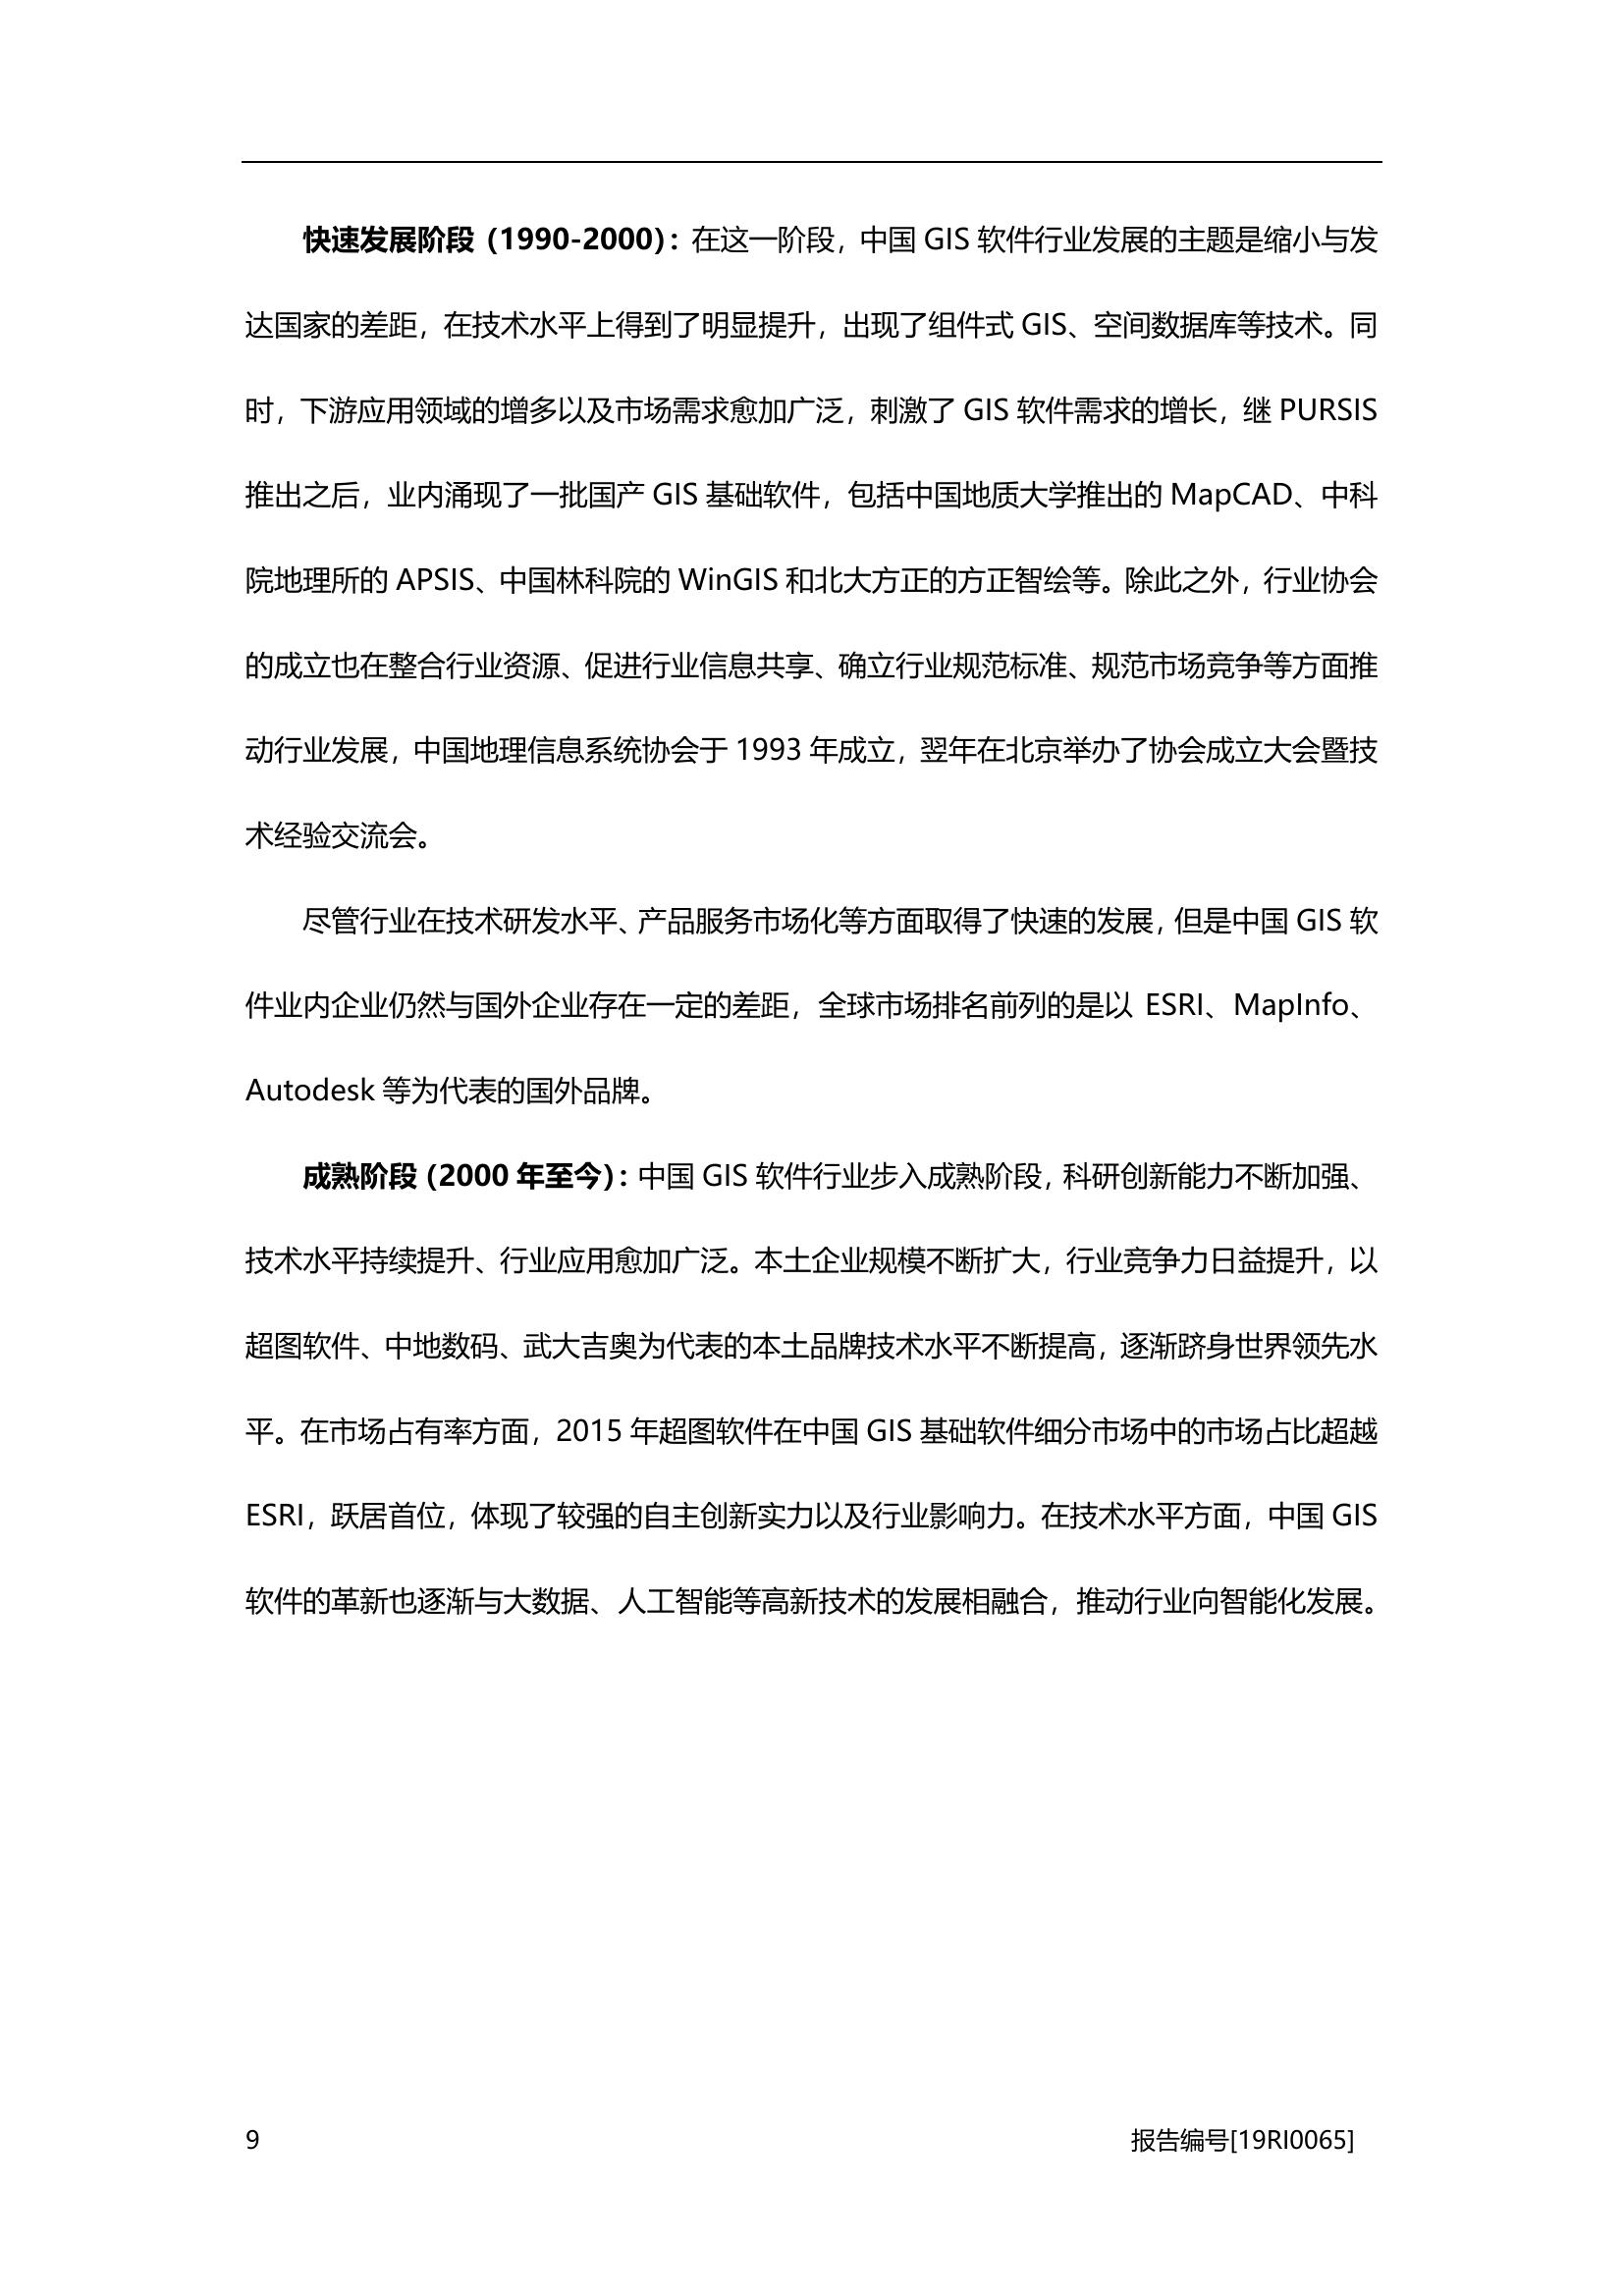 快速发展阶段（1990-2000）：在这一阶段，中国 GIS 软件行业发展的主题是缩小与发
达国家的差距，在技术水平上得到了明显提升，出现了组件式 GIS、空间数据库等技术。同
时，下游应用领域的增多以及市场需求愈加广泛，刺激了 GIS 软件需求的增长，继 PURSIS
推出之后，业内涌现了一批国产 GIS 基础软件，包括中国地质大学推出的 MapCAD、中科
院地理所的 APSIS、中国林科院的 WinGIS 和北大方正的方正智绘等。除此之外，行业协会
的成立也在整合行业资源、促进行业信息共享、确立行业规范标准、规范市场竞争等方面推
动行业发展，中国地理信息系统协会于 1993 年成立，翌年在北京举办了协会成立大会暨技
术经验交流会。
尽管行业在技术研发水平、产品服务市场化等方面取得了快速的发展，但是中国 GIS 软
件业内企业仍然与国外企业存在一定的差距，全球市场排名前列的是以 ESRI、MapInfo、
Autodesk 等为代表的国外品牌。
成熟阶段（2000 年至今）：中国 GIS 软件行业步入成熟阶段，科研创新能力不断加强、
技术水平持续提升、行业应用愈加广泛。本土企业规模不断扩大，行业竞争力日益提升，以
超图软件、中地数码、武大吉奥为代表的本土品牌技术水平不断提高，逐渐跻身世界领先水
平。在市场占有率方面，2015 年超图软件在中国 GIS 基础软件细分市场中的市场占比超越
ESRI，跃居首位，体现了较强的自主创新实力以及行业影响力。在技术水平方面，中国 GIS
软件的革新也逐渐与大数据、人工智能等高新技术的发展相融合，推动行业向智能化发展。
9
报告编号[19RI0065]